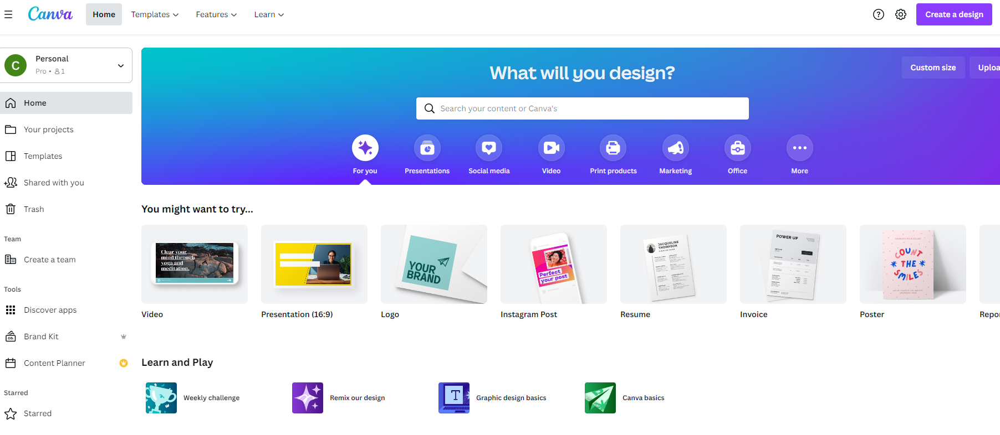 Canva
Home
Templates
Features
Learn
Create a design
C
Personal
Pro • 1
Home
Your projects
Templates
Shared with you
Trash
Team
Create a team
Tools
Discover apps
Brand Kit
Content Planner
Starred
Starred
What will you design?
Custom size
Uploa
Search your content or Canva's
For you
Presentations
Social media
Video
Print products
Marketing
Office
More
You might want to try...
Clear your
mind through
yoga and
meditation.
YOUR
BRAND
Perfect
your post
JACQUELINE
THOMPSON
POWER UP
COUNT
THE
SMILES
Video
Presentation (16:9)
Logo
Instagram Post
Resume
Invoice
Poster
Repor
Learn and Play
Weekly challenge
Remix our design
T
Graphic design basics
Canva basics